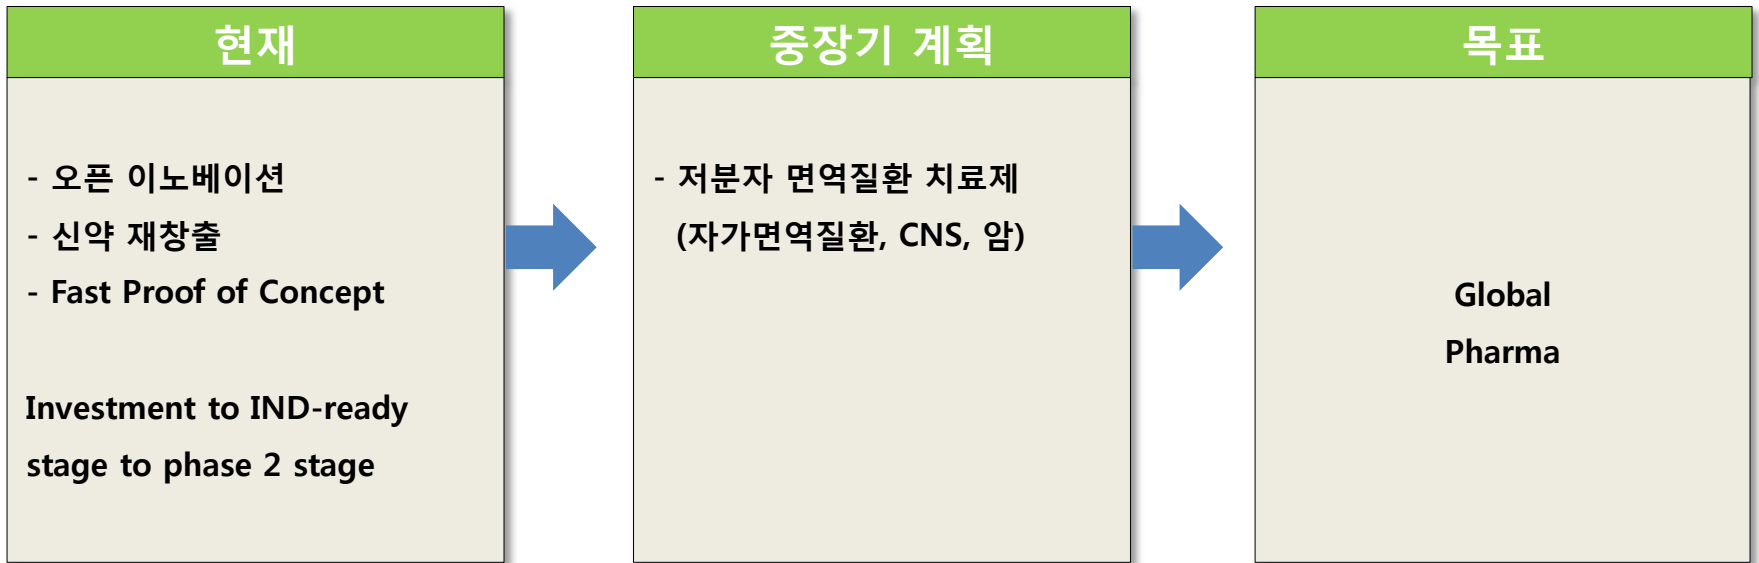 현재
- 오픈 이노베이션
- 신약 재창출
- Fast Proof of Concept
Investment to IND-ready
stage to phase 2 stage
중장기 계획
- 저분자 면역질환 치료제
(자가면역질환, CNS, 암)
목표
Global
Pharma